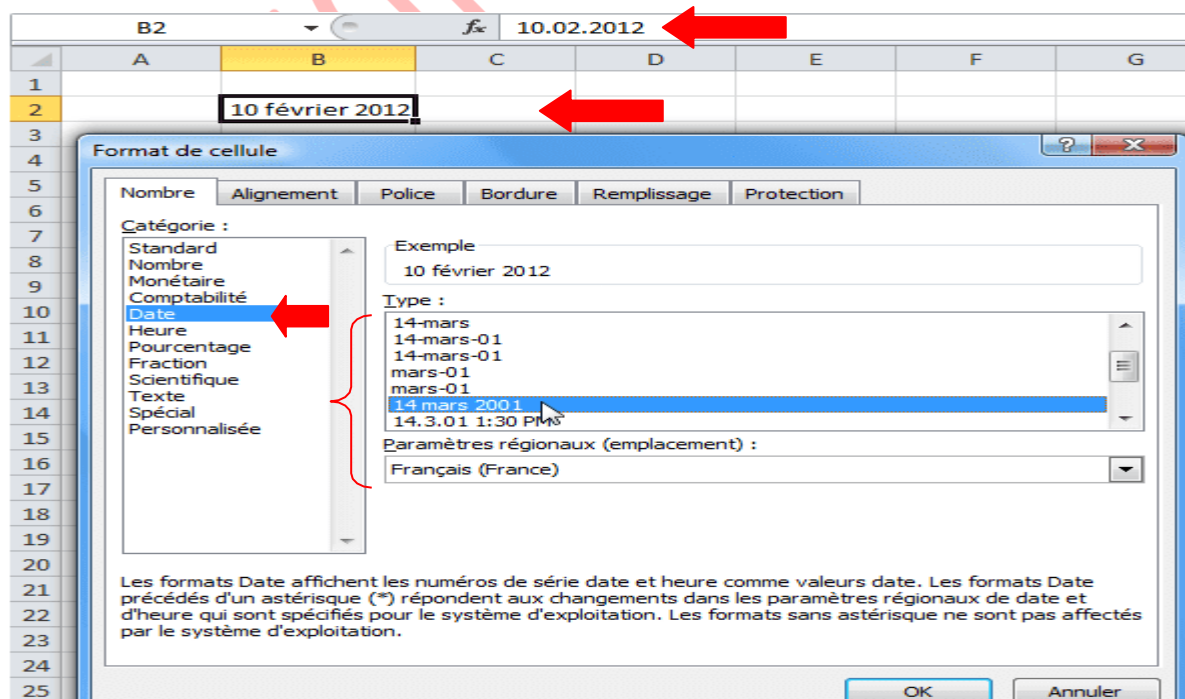 B2 fx 10.02.2012
A B C D E F G
1
2 10 février 2012
3
4
5
6
7
8
9
10
11
12
13
14
15
16
17
18
19
20
21
22
23
24
25
Format de cellule ?
Nombre Alignement Police Bordure Remplissage Protection
Catégorie :
Standard
Nombre
Monétaire
Comptabilité
Date
Heure
Pourcentage
Fraction
Scientifique
Texte
Spécial
Personnalisée
Exemple
10 février 2012
Type :
14-mars
14-mars-01
14-mars-01
mars-01
mars-01
14 mars 2001
14.3.01 1:30 PM
Paramètres régionaux (emplacement) :
Français (France)
Les formats Date affichent les numéros de série date et heure comme valeurs date. Les formats Date
précédés d'un astérisque (*) répondent aux changements dans les paramètres régionaux de date et
d'heure qui sont spécifiés pour le système d'exploitation. Les formats sans astérisque ne sont pas affectés
par le système d'exploitation.
OK Annuler